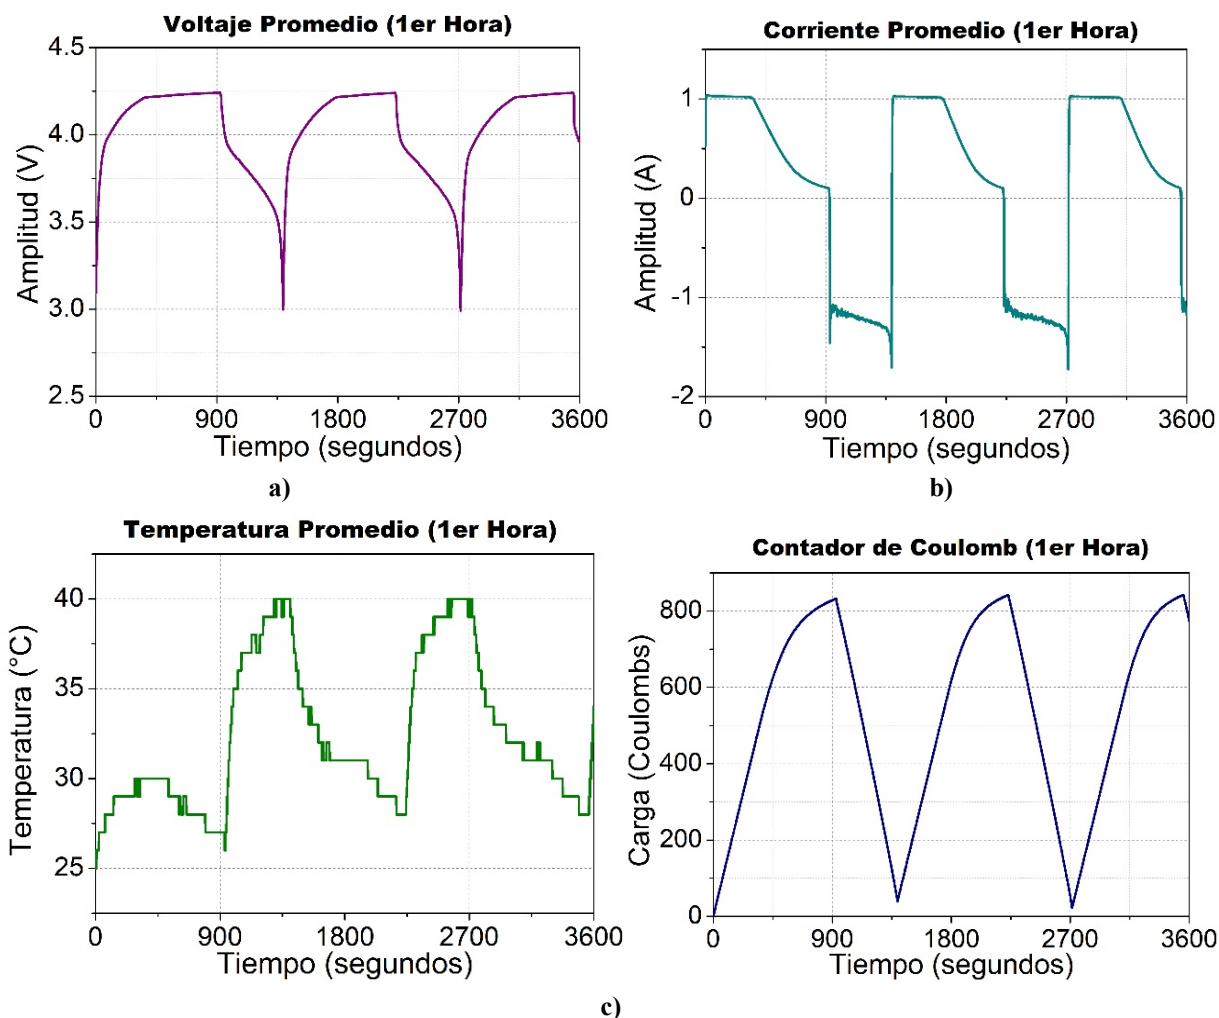 Voltaje Promedio (1er Hora)
4.5
4.0
3.5
3.0
2.5
Amplitud (V)
0 900 1800 2700 3600
Tiempo (segundos)
a)
Corriente Promedio (1er Hora)
1
0
-1
-2
Amplitud (A)
0 900 1800 2700 3600
Tiempo (segundos)
b)
Temperatura Promedio (1er Hora)
40
35
30
25
Temperatura (°C)
0 900 1800 2700 3600
Tiempo (segundos)
Contador de Coulomb (1er Hora)
800
600
400
200
0
Carga (Coulombs)
0 900 1800 2700 3600
Tiempo (segundos)
c)